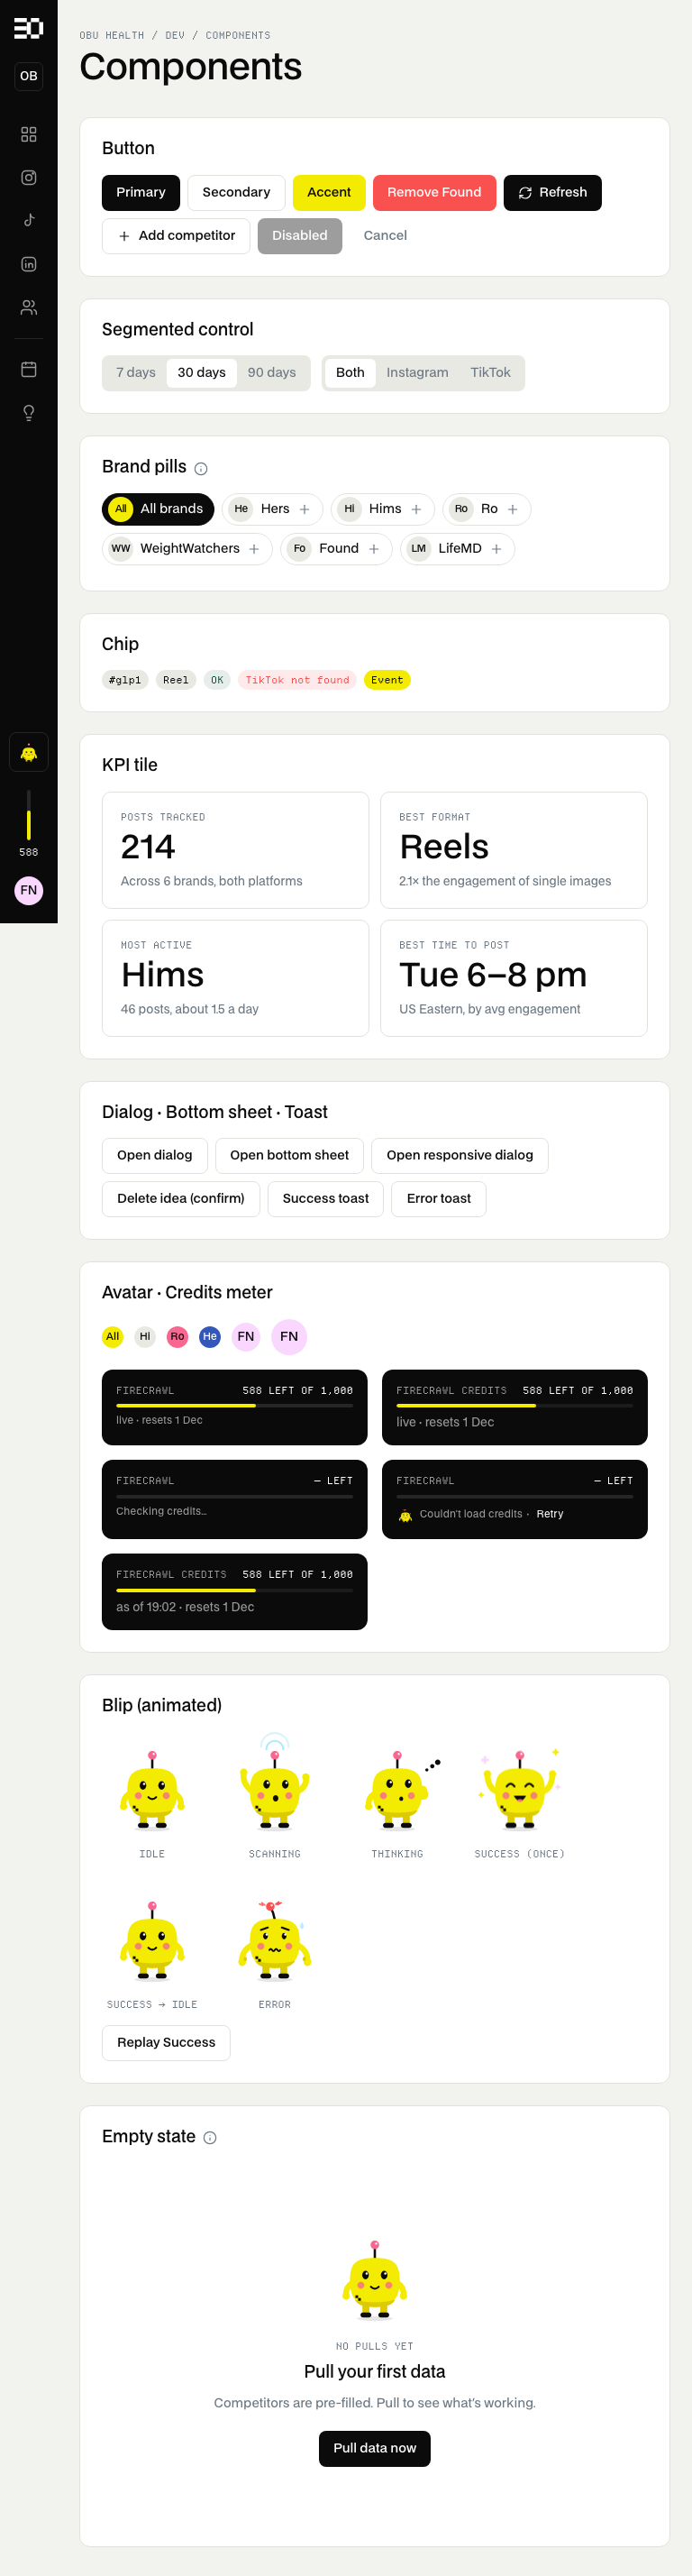 OB
588
FN
OBU HEALTH / DEV / COMPONENTS
Components
Button
Primary
Secondary
Accent
Remove Found
Refresh
Add competitor
Disabled
Cancel
Segmented control
7 days
30 days
90 days
Both
Instagram
TikTok
Brand pills
All All brands
He Hers
Hi Hims
Ro Ro
WW WeightWatchers
Fo Found
LM LifeMD
Chip
#glp1
Reel
OK
TikTok not found
Event
KPI tile
POSTS TRACKED
214
Across 6 brands, both platforms
BEST FORMAT
Reels
2.1× the engagement of single images
MOST ACTIVE
Hims
46 posts, about 1.5 a day
BEST TIME TO POST
Tue 6–8 pm
US Eastern, by avg engagement
Dialog · Bottom sheet · Toast
Open dialog
Open bottom sheet
Open responsive dialog
Delete idea (confirm)
Success toast
Error toast
Avatar · Credits meter
All
Hi
Ro
He
FN
FN
FIRECRAWL 588 LEFT OF 1,000
live · resets 1 Dec
FIRECRAWL CREDITS 588 LEFT OF 1,000
live · resets 1 Dec
FIRECRAWL — LEFT
Checking credits…
FIRECRAWL — LEFT
Couldn't load credits · Retry
FIRECRAWL CREDITS 588 LEFT OF 1,000
as of 19:02 · resets 1 Dec
Blip (animated)
IDLE
SCANNING
THINKING
SUCCESS (ONCE)
SUCCESS → IDLE
ERROR
Replay Success
Empty state
NO PULLS YET
Pull your first data
Competitors are pre-filled. Pull to see what's working.
Pull data now